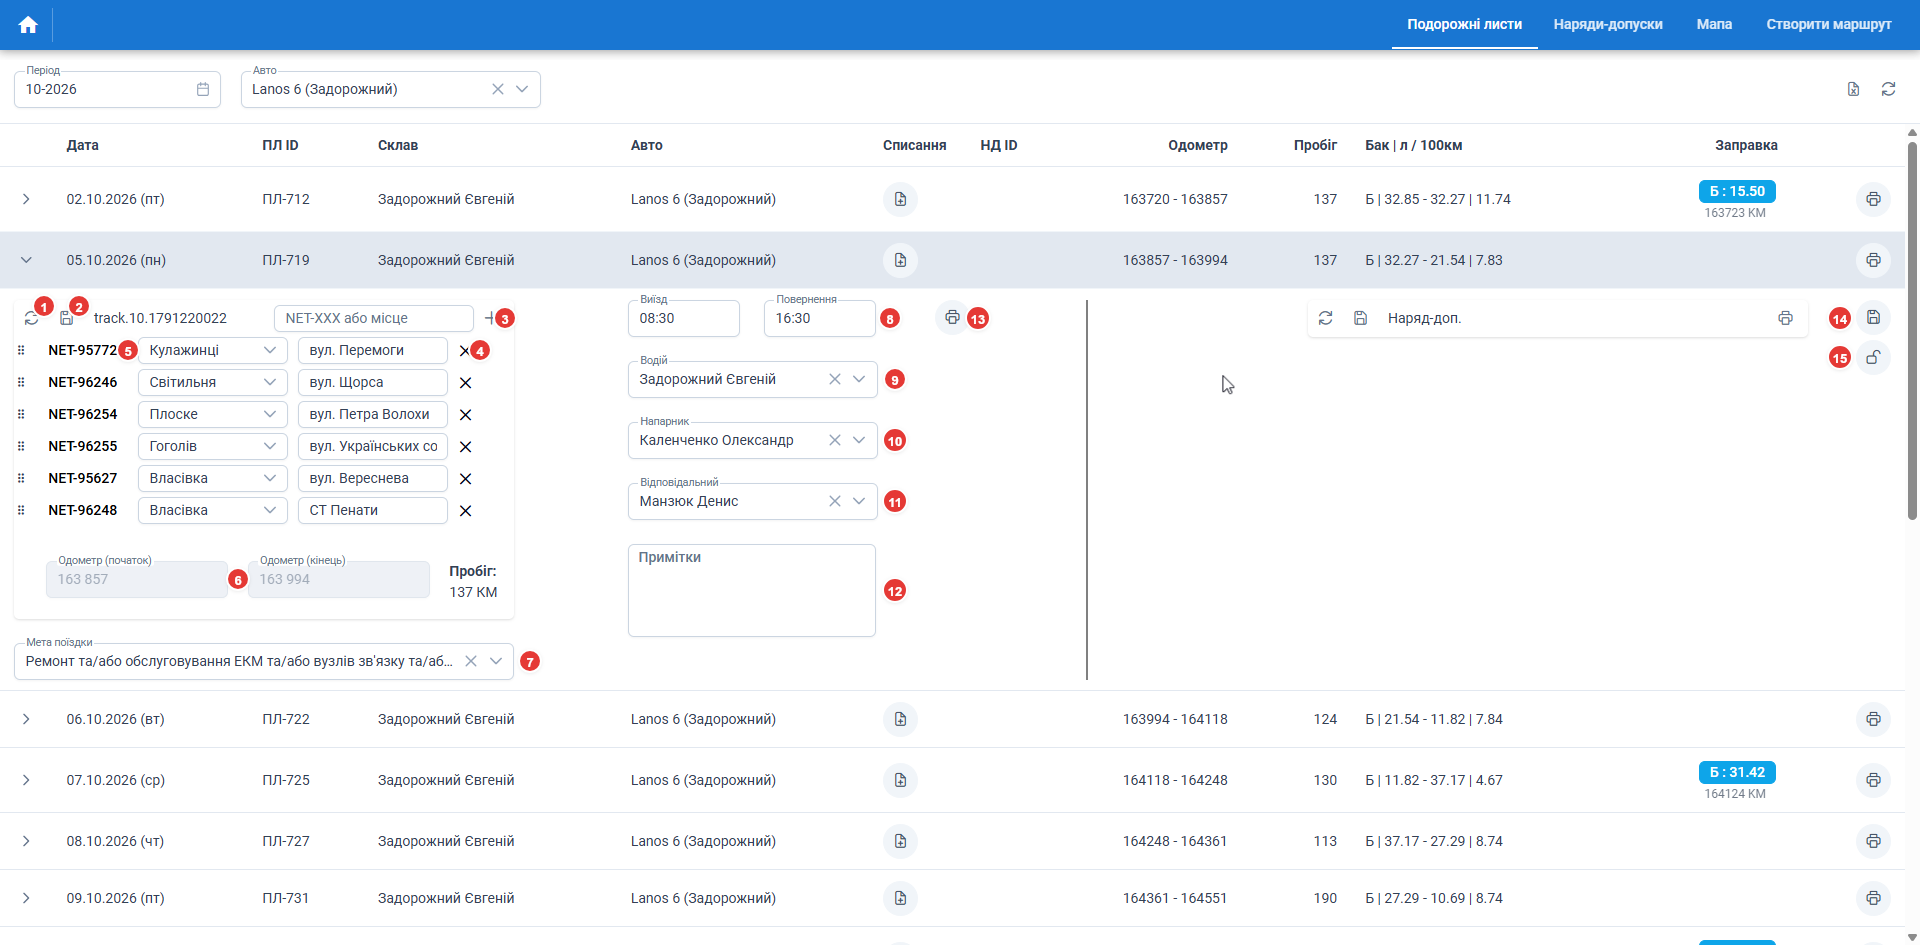 Подорожні листи Наряди-допуски Мапа Створити маршрут
Період
10-2026
Авто
Lanos 6 (Задорожний)
Дата ПЛ ID Склав Авто Списання НД ID Одометр Пробіг Бак | л / 100км Заправка
02.10.2026 (пт) ПЛ-712 Задорожний Євгеній Lanos 6 (Задорожний) 163720 - 163857 137 Б | 32.85 - 32.27 | 11.74 Б : 15.50
163723 КМ
05.10.2026 (пн) ПЛ-719 Задорожний Євгеній Lanos 6 (Задорожний) 163857 - 163994 137 Б | 32.27 - 21.54 | 7.83
1 2 track.10.1791220022 NET-XXX або місце 3
NET-95772 5 Кулажинці вул. Перемоги 4
NET-96246 Світильня вул. Щорса
NET-96254 Плоске вул. Петра Волохи
NET-96255 Гоголів вул. Українських со
NET-95627 Власівка вул. Вереснева
NET-96248 Власівка СТ Пенати
Одометр (початок)
163 857
6
Одометр (кінець)
163 994
Пробіг:
137 КМ
Мета поїздки
Ремонт та/або обслуговування ЕКМ та/або вузлів зв'язку та/аб... 7
Виїзд
08:30
Повернення
16:30
8
13
Водій
Задорожний Євгеній 9
Напарник
Каленченко Олександр 10
Відповідальний
Манзюк Денис 11
Примітки
12
Наряд-доп.
14
15
06.10.2026 (вт) ПЛ-722 Задорожний Євгеній Lanos 6 (Задорожний) 163994 - 164118 124 Б | 21.54 - 11.82 | 7.84
07.10.2026 (ср) ПЛ-725 Задорожний Євгеній Lanos 6 (Задорожний) 164118 - 164248 130 Б | 11.82 - 37.17 | 4.67 Б : 31.42
164124 КМ
08.10.2026 (чт) ПЛ-727 Задорожний Євгеній Lanos 6 (Задорожний) 164248 - 164361 113 Б | 37.17 - 27.29 | 8.74
09.10.2026 (пт) ПЛ-731 Задорожний Євгеній Lanos 6 (Задорожний) 164361 - 164551 190 Б | 27.29 - 10.69 | 8.74